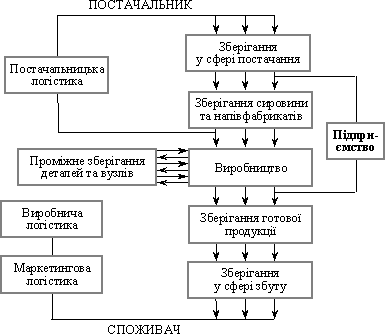 ПОСТАЧАЛЬНИК
Зберігання
у сфері постачання
Постачальницька
логістика
Зберігання сировини
та напівфабрикатів
Підпри-
ємство
Проміжне зберігання
деталей та вузлів
Виробництво
Виробнича
логістика
Зберігання готової
продукції
Маркетингова
логістика
Зберігання
у сфері збуту
СПОЖИВАЧ